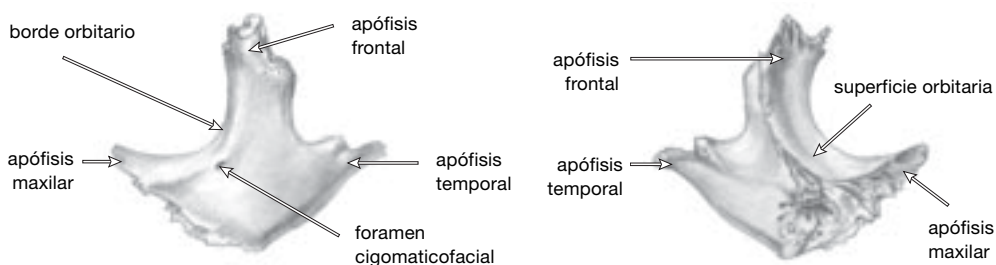 borde orbitario
apófisis
frontal
apófisis
maxilar
apófisis
temporal
foramen
cigomaticofacial
apófisis
frontal
superficie orbitaria
apófisis
temporal
apófisis
maxilar